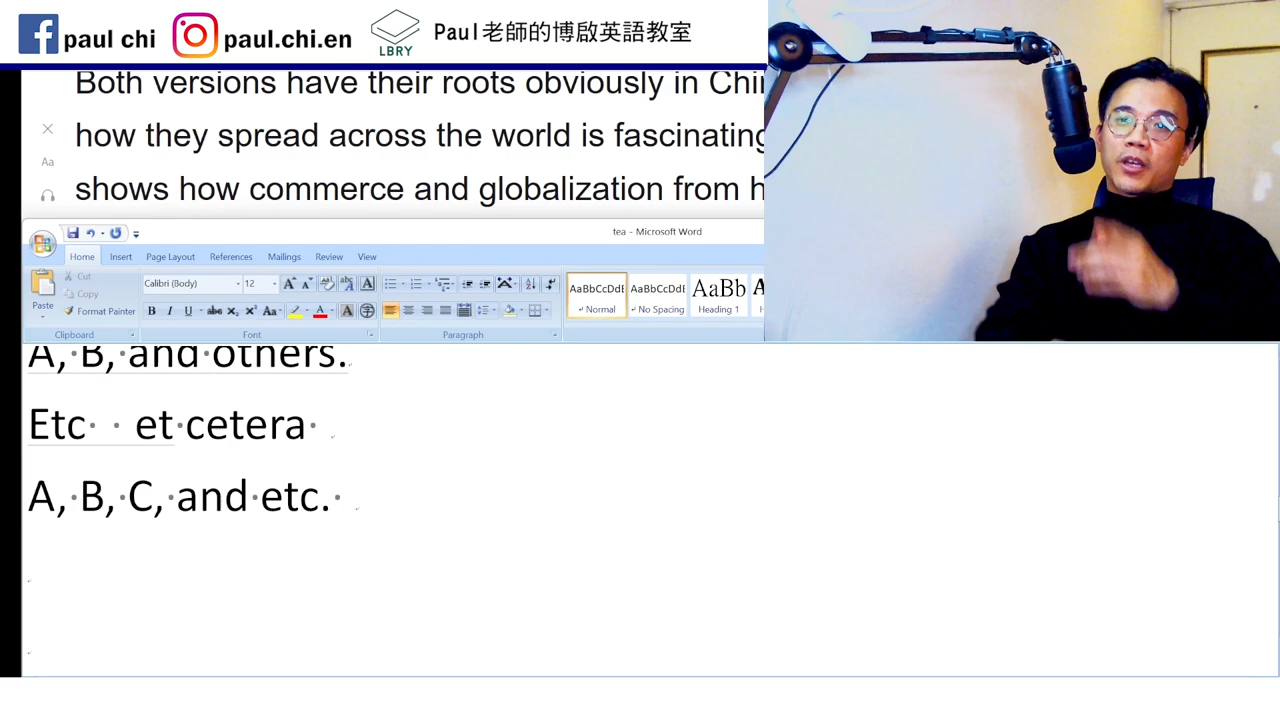 paul chi
paul.chi.en
LBRY
Paul老師的博啟英語教室
Both versions have their roots obviously in
how they spread across the world is fascinating
shows how commerce and globalization from
Aa
tea - Microsoft Word
Home Insert Page Layout References Mailings Review View
Paste
Cut
Copy
Format Painter
Calibri (Body) 12
AaBbCcDdE AaBbCcDdE AaBb
Normal No Spacing Heading 1
Clipboard Font Paragraph
A, B, and others.
Etc et cetera
A, B, C, and etc.